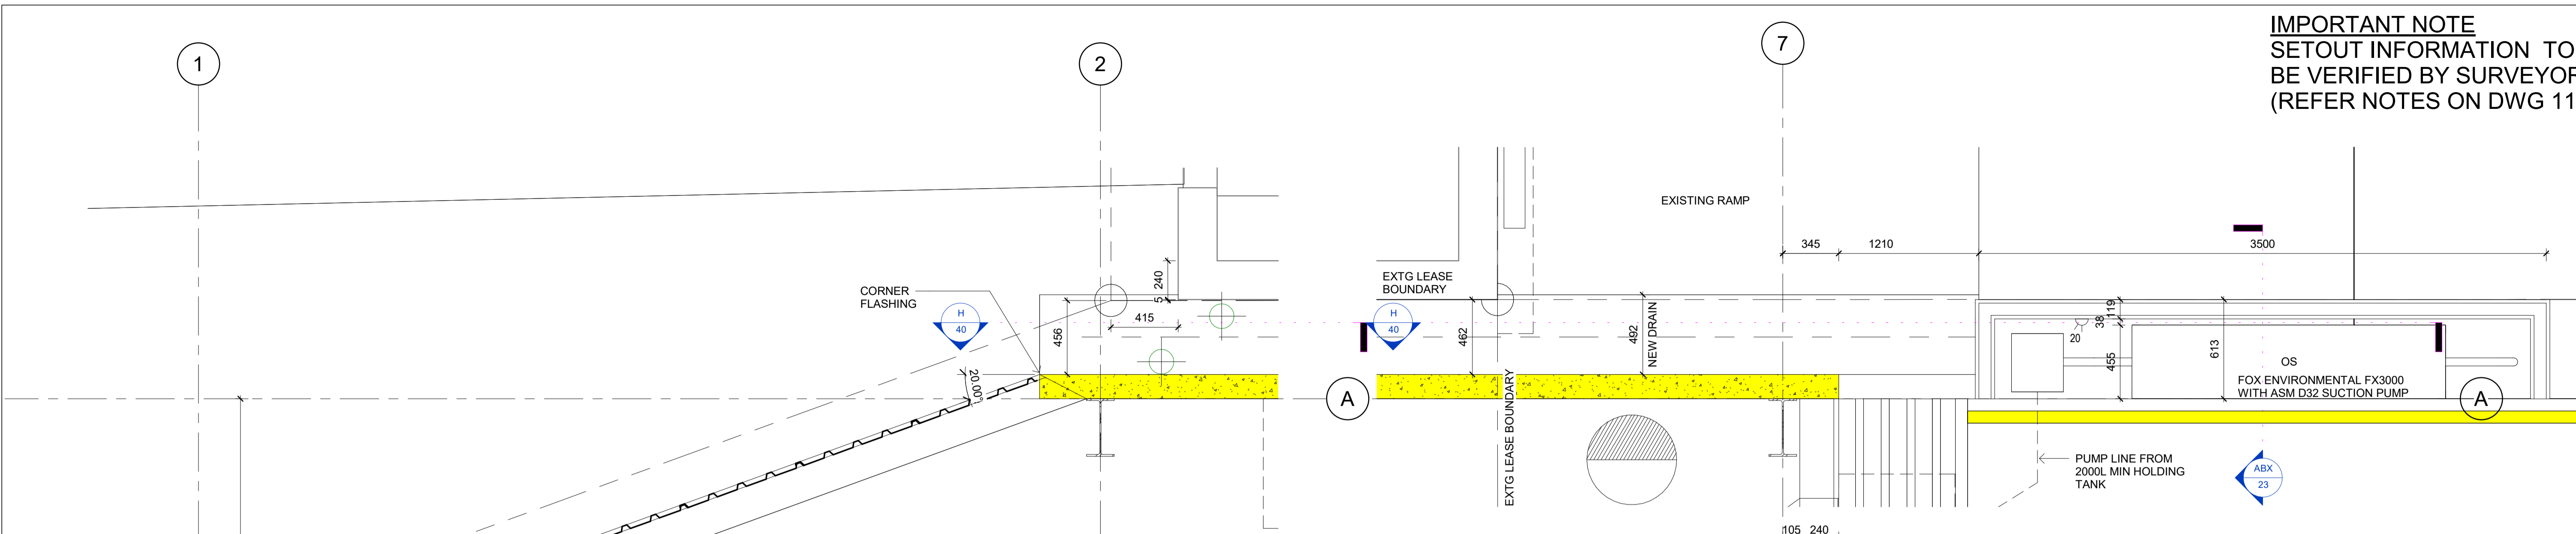 IMPORTANT NOTE
SETOUT INFORMATION TO
BE VERIFIED BY SURVEYOR
(REFER NOTES ON DWG 11
1
2
7
EXISTING RAMP
345
1210
3500
240
5
EXTG LEASE
BOUNDARY
CORNER
FLASHING
H
40
415
456
H
40
462
492
NEW DRAIN
119
38
20
455
613
OS
FOX ENVIRONMENTAL FX3000
WITH ASM D32 SUCTION PUMP
20.00°
A
A
EXTG LEASE BOUNDARY
PUMP LINE FROM
2000L MIN HOLDING
TANK
ABX
23
105
240